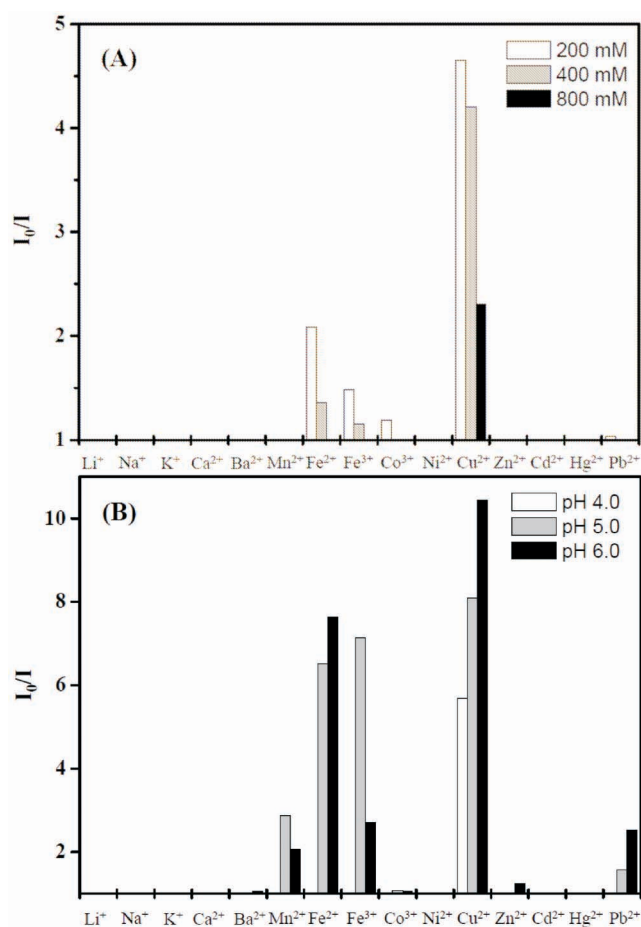 5
(A)
200 mM
400 mM
800 mM
4
I₀/I
3
2
1
Li⁺ Na⁺ K⁺ Ca²⁺ Ba²⁺ Mn²⁺ Fe²⁺ Fe³⁺ Co³⁺ Ni²⁺ Cu²⁺ Zn²⁺ Cd²⁺ Hg²⁺ Pb²⁺
(B)
pH 4.0
10
pH 5.0
pH 6.0
8
I₀/I
6
4
2
Li⁺ Na⁺ K⁺ Ca²⁺ Ba²⁺ Mn²⁺ Fe²⁺ Fe³⁺ Co³⁺ Ni²⁺ Cu²⁺ Zn²⁺ Cd²⁺ Hg²⁺ Pb²⁺